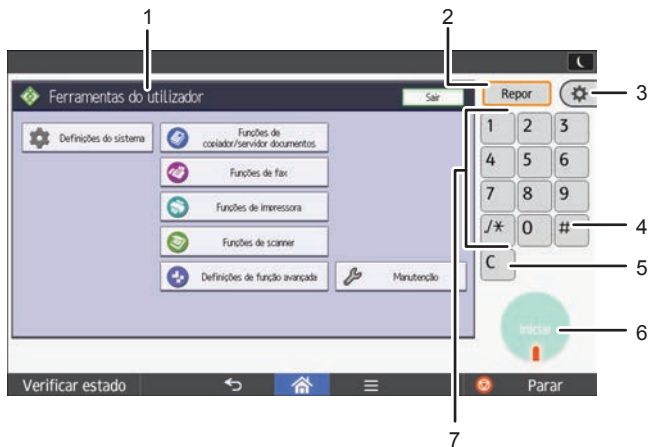 1
2
Ferramentas do utilizador
Sair
Repor
3
Definições do sistema
Funções de
copiador/servidor documentos
Funções de fax
Funções de impressora
Funções de scanner
Definições de função avançada
Manutenção
1 2 3
4 5 6
7 8 9
./* 0 #
C
4
5
Iniciar
6
Verificar estado
Parar
7